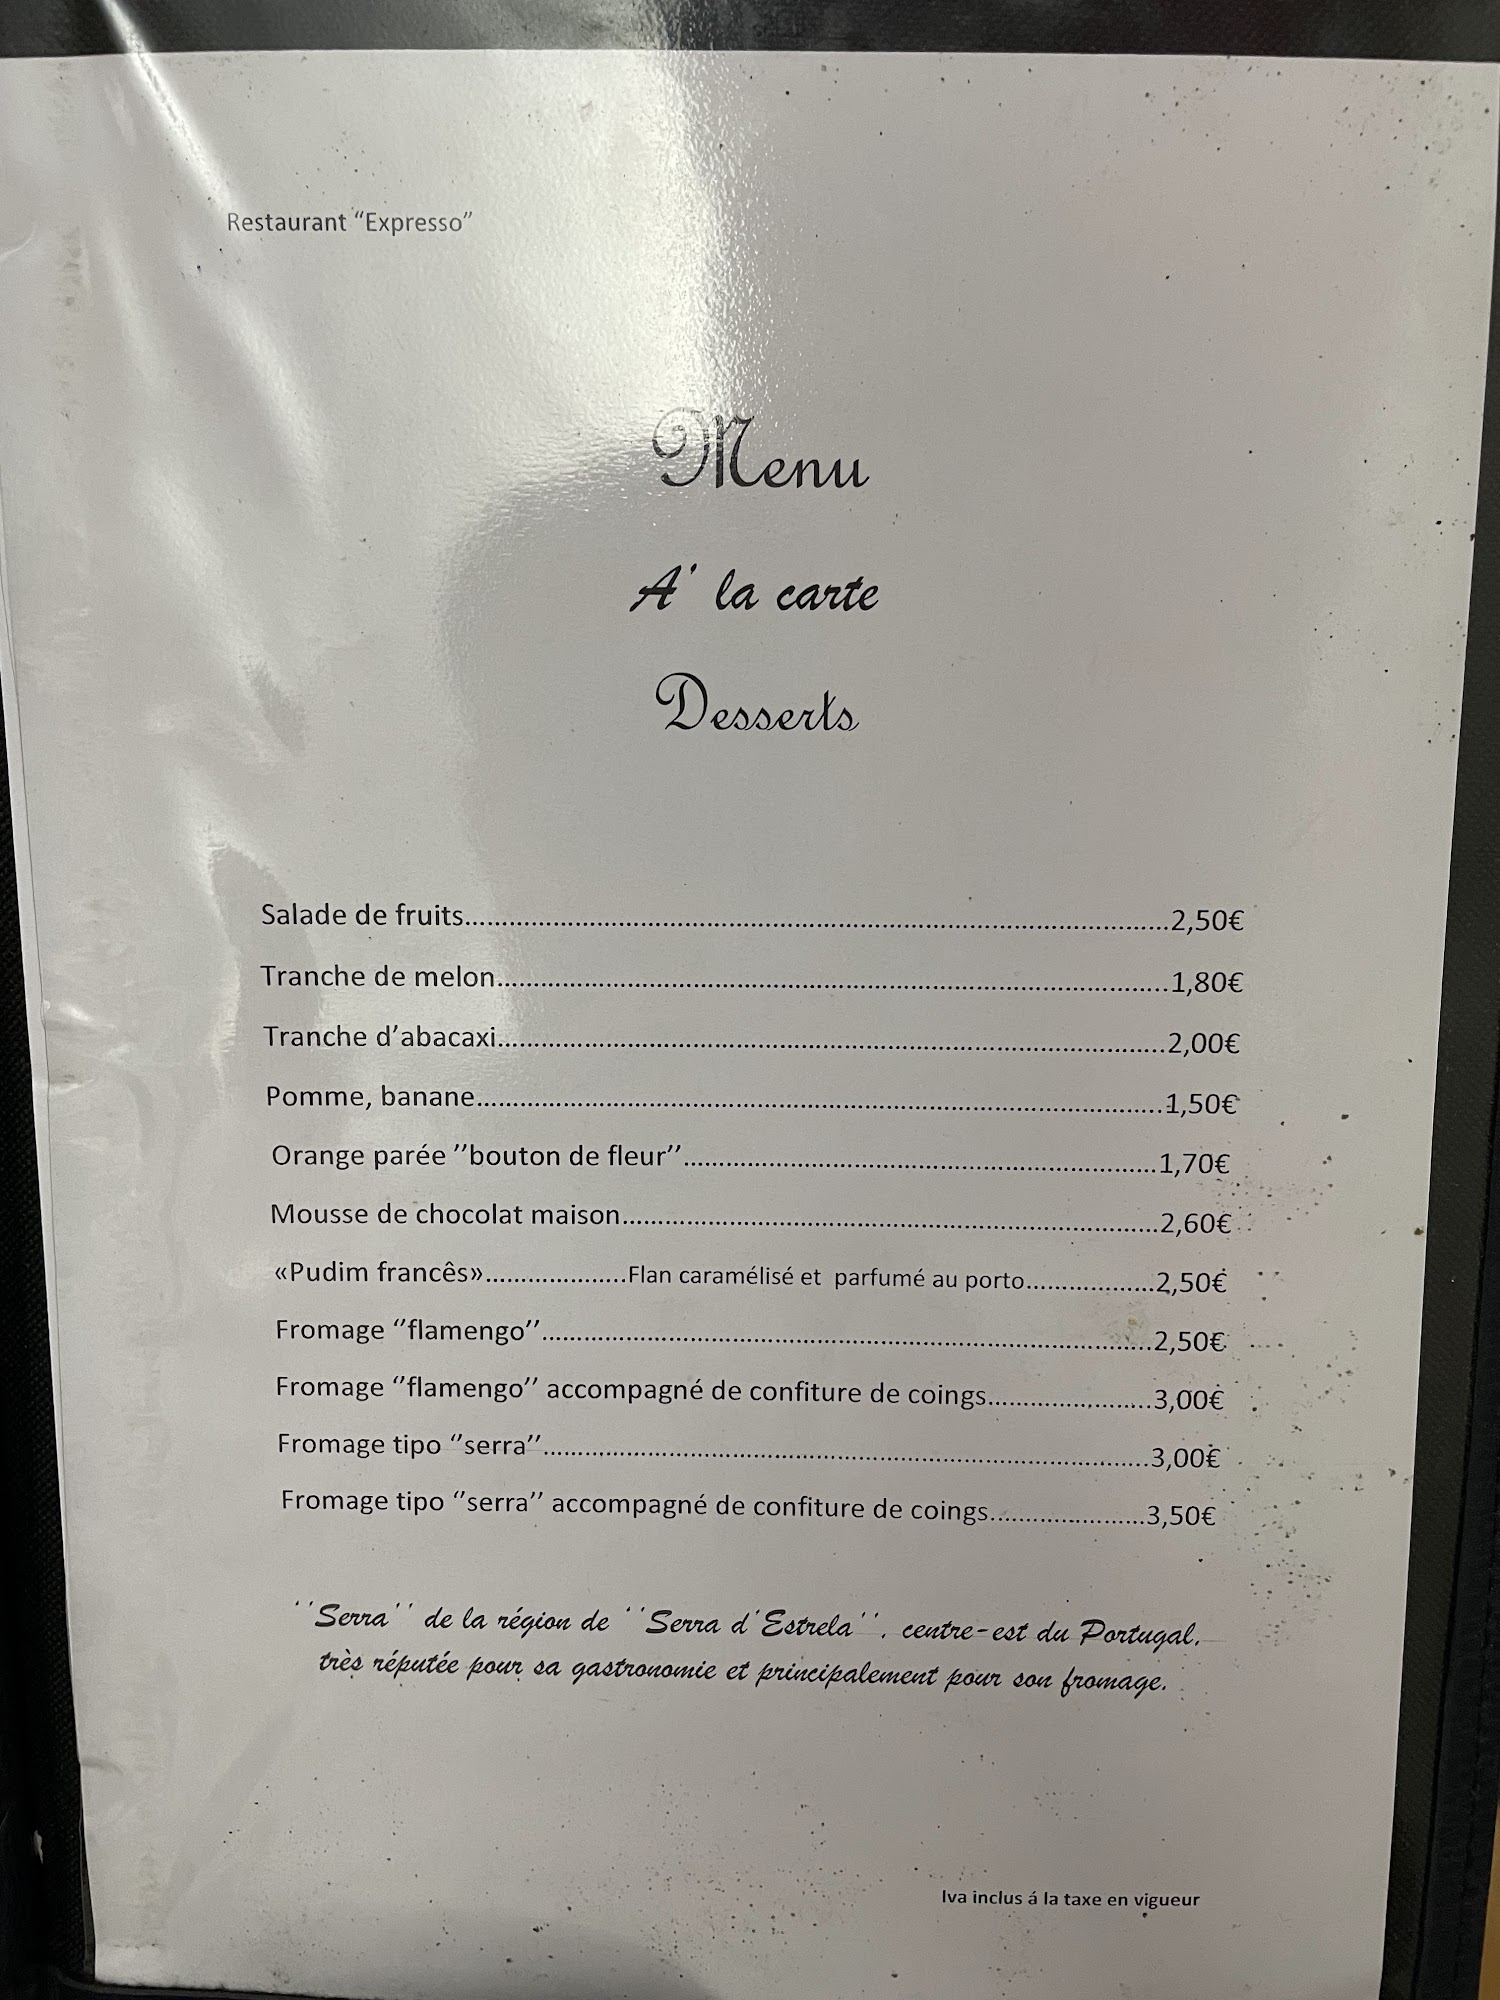 Restaurant “Expresso”
Menu
A' la carte
Desserts
Salade de fruits..........2,50€
Tranche de melon..........1,80€
Tranche d’abacaxi..........2,00€
Pomme, banane..........1,50€
Orange parée ’’bouton de fleur’’..........1,70€
Mousse de chocolat maison..........2,60€
«Pudim francês»..........Flan caramélisé et parfumé au porto..........2,50€
Fromage ‘’flamengo’’..........2,50€
Fromage ‘’flamengo’’ accompagné de confiture de coings..........3,00€
Fromage tipo ‘’serra’’..........3,00€
Fromage tipo ‘’serra’’ accompagné de confiture de coings..........3,50€
''Serra'' de la région de ''Serra d'Estrela'', centre-est du Portugal,
très réputée pour sa gastronomie et principalement pour son fromage.
Iva inclus á la taxe en vigueur